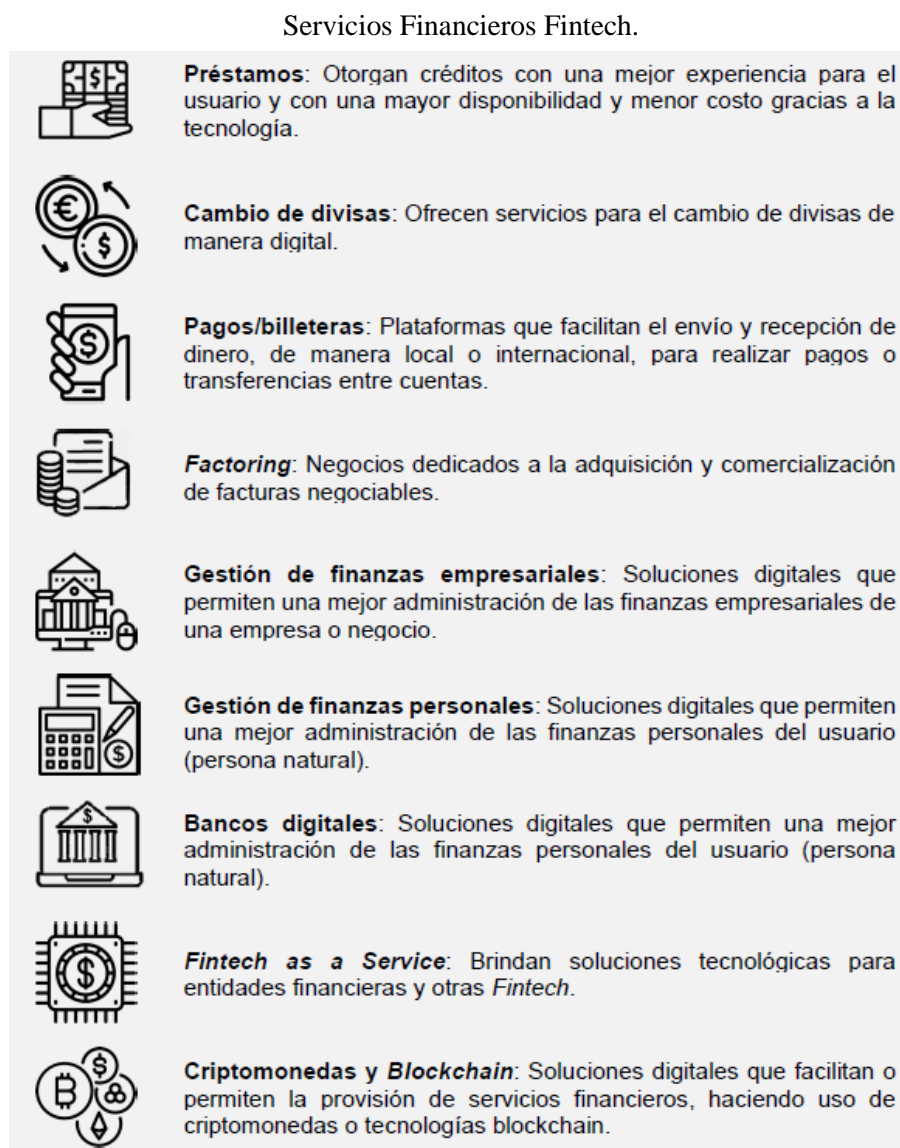 Servicios Financieros Fintech.
Préstamos: Otorgan créditos con una mejor experiencia para el
usuario y con una mayor disponibilidad y menor costo gracias a la
tecnología.
Cambio de divisas: Ofrecen servicios para el cambio de divisas de
manera digital.
Pagos/billeteras: Plataformas que facilitan el envío y recepción de
dinero, de manera local o internacional, para realizar pagos o
transferencias entre cuentas.
Factoring: Negocios dedicados a la adquisición y comercialización
de facturas negociables.
Gestión de finanzas empresariales: Soluciones digitales que
permiten una mejor administración de las finanzas empresariales de
una empresa o negocio.
Gestión de finanzas personales: Soluciones digitales que permiten
una mejor administración de las finanzas personales del usuario
(persona natural).
Bancos digitales: Soluciones digitales que permiten una mejor
administración de las finanzas personales del usuario (persona
natural).
Fintech as a Service: Brindan soluciones tecnológicas para
entidades financieras y otras Fintech.
Criptomonedas y Blockchain: Soluciones digitales que facilitan o
permiten la provisión de servicios financieros, haciendo uso de
criptomonedas o tecnologías blockchain.